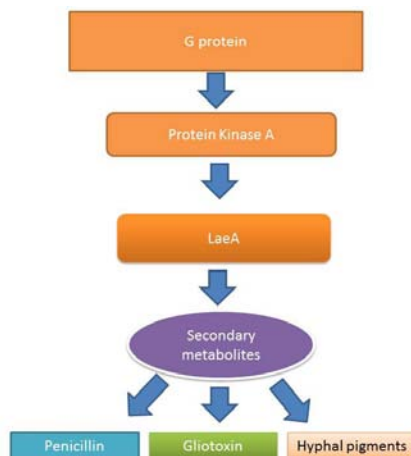 G protein
Protein Kinase A
LaeA
Secondary
metabolites
Penicillin
Gliotoxin
Hyphal pigments